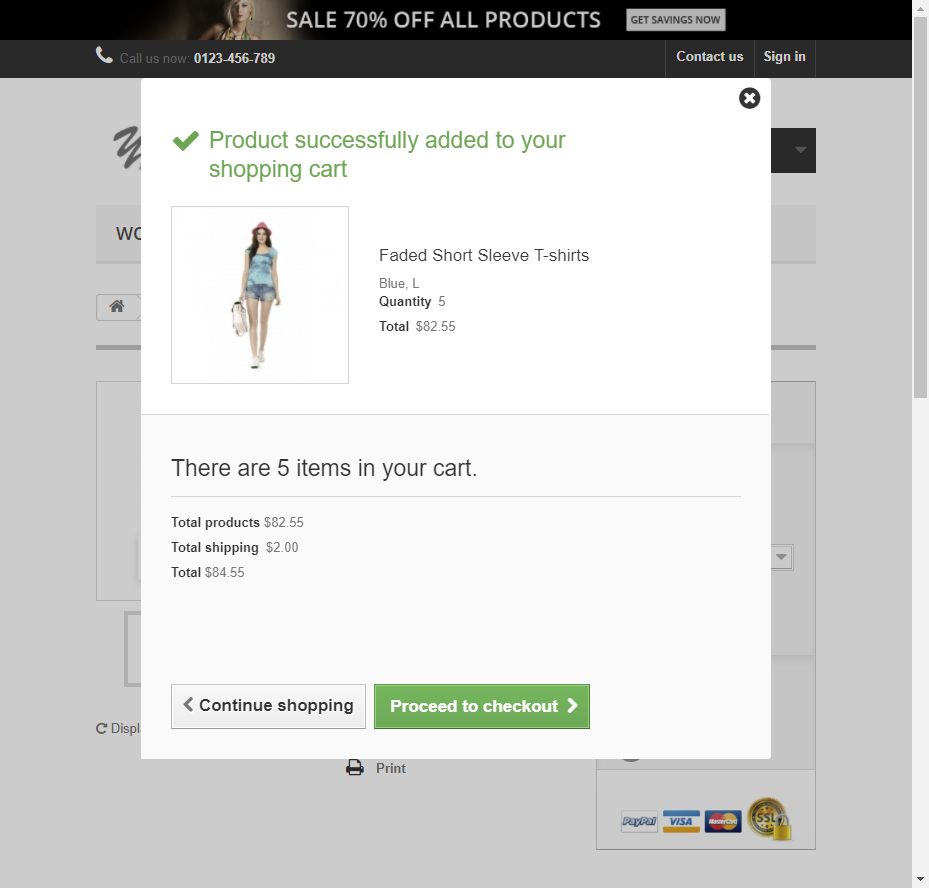 SALE 70% OFF ALL PRODUCTS GET SAVINGS NOW
Call us now: 0123-456-789 Contact us Sign in
Product successfully added to your
shopping cart
WO
Faded Short Sleeve T-shirts
Blue, L
Quantity 5
Total $82.55
There are 5 items in your cart.
Total products $82.55
Total shipping $2.00
Total $84.55
Continue shopping Proceed to checkout
Displ
Print
PayPal VISA MasterCard SSL